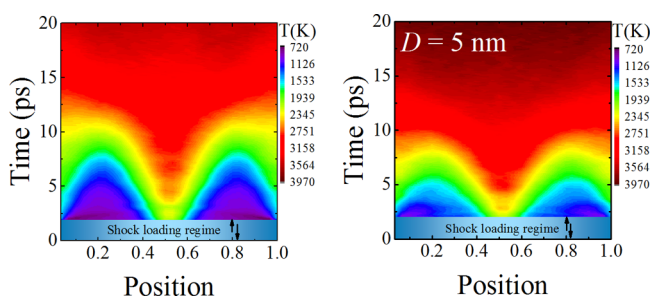 20
15
10
5
0
Time (ps)
0.2 0.4 0.6 0.8 1.0
Position
Shock loading regime
T(K)
720
1126
1533
1939
2345
2751
3158
3564
3970
D = 5 nm
20
15
10
5
0
Time (ps)
0.2 0.4 0.6 0.8 1.0
Position
Shock loading regime
T(K)
720
1126
1533
1939
2345
2751
3158
3564
3970